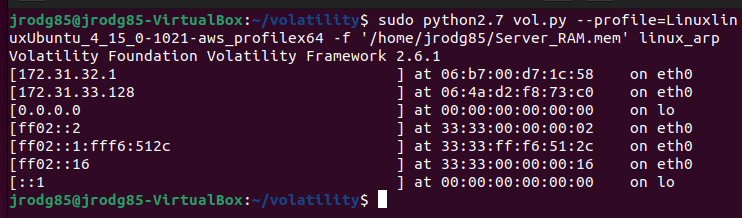 jrodg85@jrodg85-VirtualBox:~/volatility$ sudo python2.7 vol.py --profile=Linuxlin
uxUbuntu_4_15_0-1021-aws_profilex64 -f '/home/jrodg85/Server_RAM.mem' linux_arp
Volatility Foundation Volatility Framework 2.6.1
[172.31.32.1                                ] at 06:b7:00:d7:1c:58    on eth0
[172.31.33.128                              ] at 06:4a:d2:f8:73:c0    on eth0
[0.0.0.0                                    ] at 00:00:00:00:00:00    on lo
[ff02::2                                    ] at 33:33:00:00:00:02    on eth0
[ff02::1:fff6:512c                          ] at 33:33:ff:f6:51:2c    on eth0
[ff02::16                                   ] at 33:33:00:00:00:16    on eth0
[::1                                        ] at 00:00:00:00:00:00    on lo
jrodg85@jrodg85-VirtualBox:~/volatility$